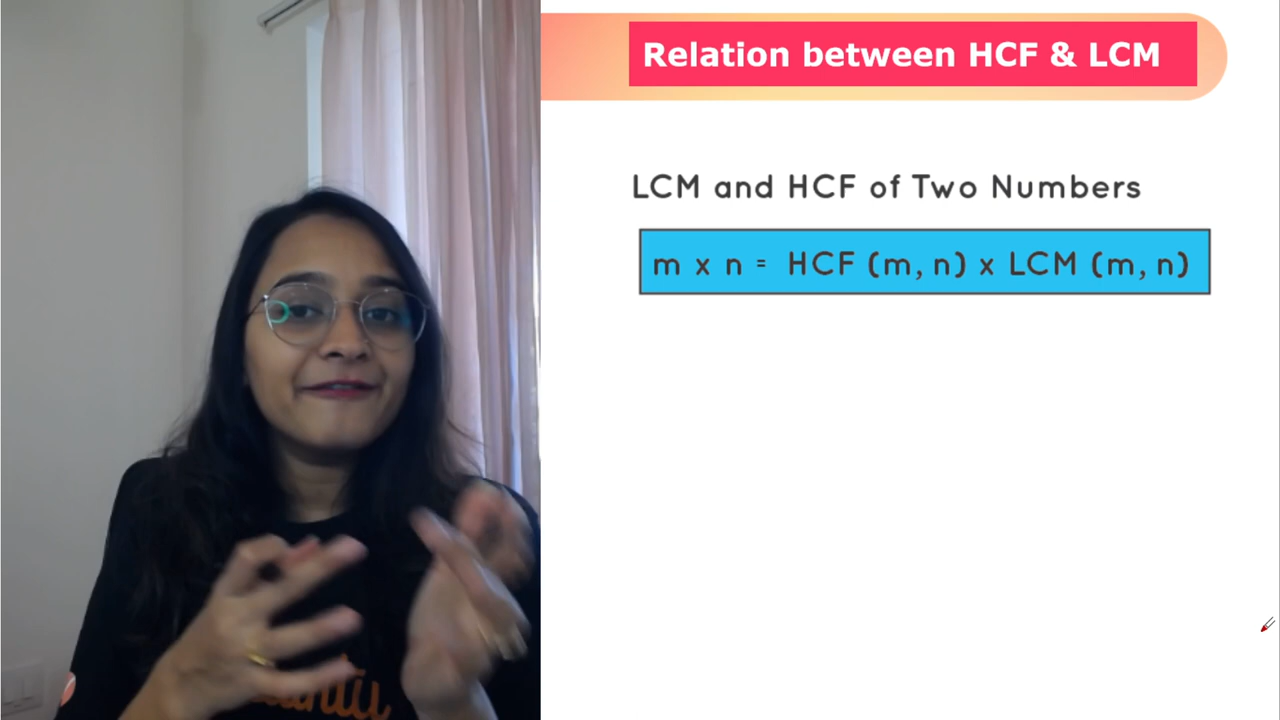 Relation between HCF & LCM
LCM and HCF of Two Numbers
m x n = HCF (m, n) x LCM (m, n)